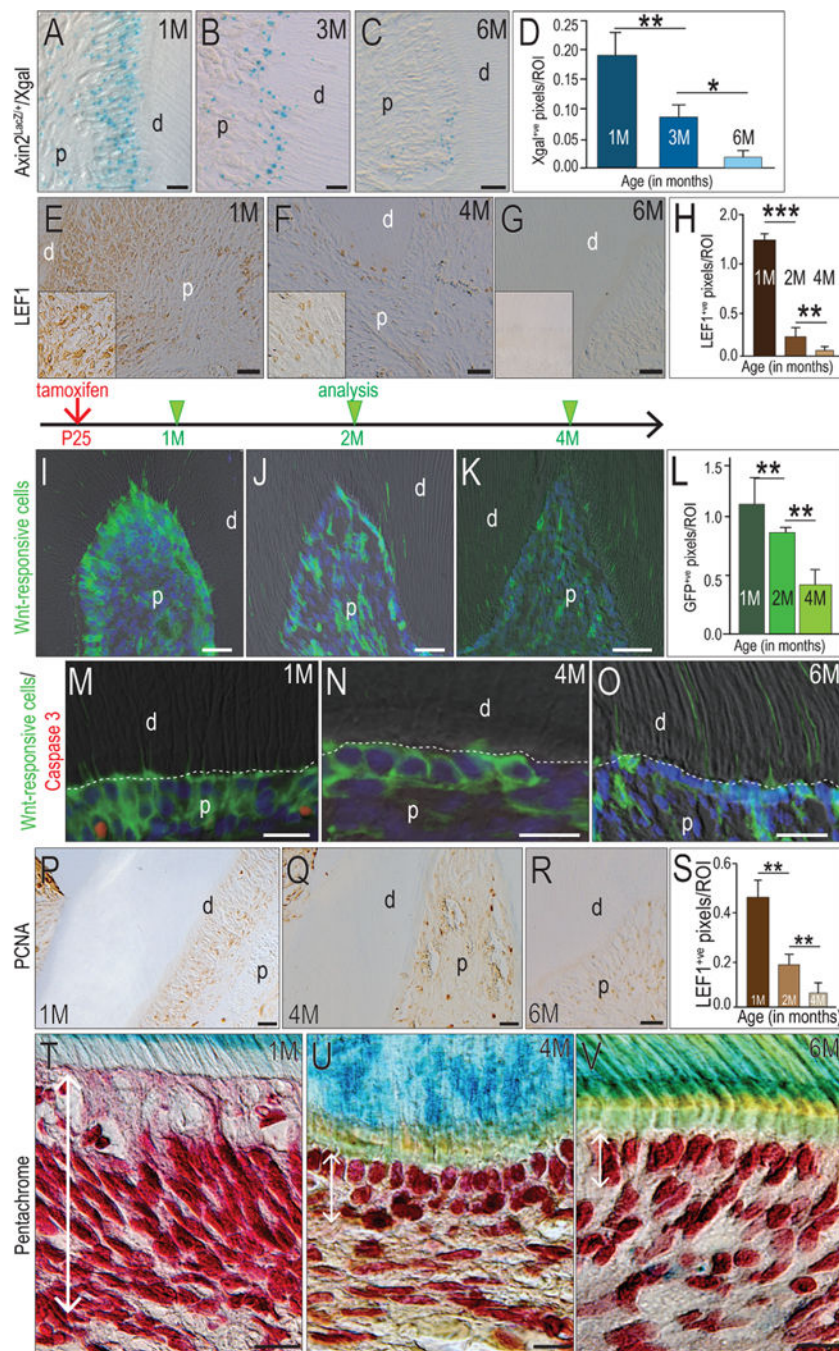 A 1M
B 3M
C 6M
D
Axin2LacZ/+/Xgal
p
d
p
d
p
d
Xgal+ve pixels/ROI
0.25
0.20
0.15
0.10
0.05
0.00
**
*
1M
3M
6M
Age (in months)
E 1M
F 4M
G 6M
H
LEF1
d
p
d
p
d
p
LEF1+ve pixels/ROI
2.0
1.0
0.5
0.0
***
**
1M
2M
4M
Age (in months)
tamoxifen
analysis
P25
1M
2M
4M
I
J
K
L
Wnt-responsive cells
d
p
d
p
d
p
GFP+ve pixels/ROI
1.5
1.0
0.5
0.0
**
**
1M
2M
4M
Age (in months)
M 1M
N 4M
O 6M
Wnt-responsive cells/
Caspase 3
d
p
d
p
d
p
P
Q
R
S
PCNA
d
p
1M
d
p
4M
d
p
6M
LEF1+ve pixels/ROI
0.6
0.4
0.2
0.0
**
**
1M
2M
4M
Age (in months)
T 1M
U 4M
V 6M
Pentachrome